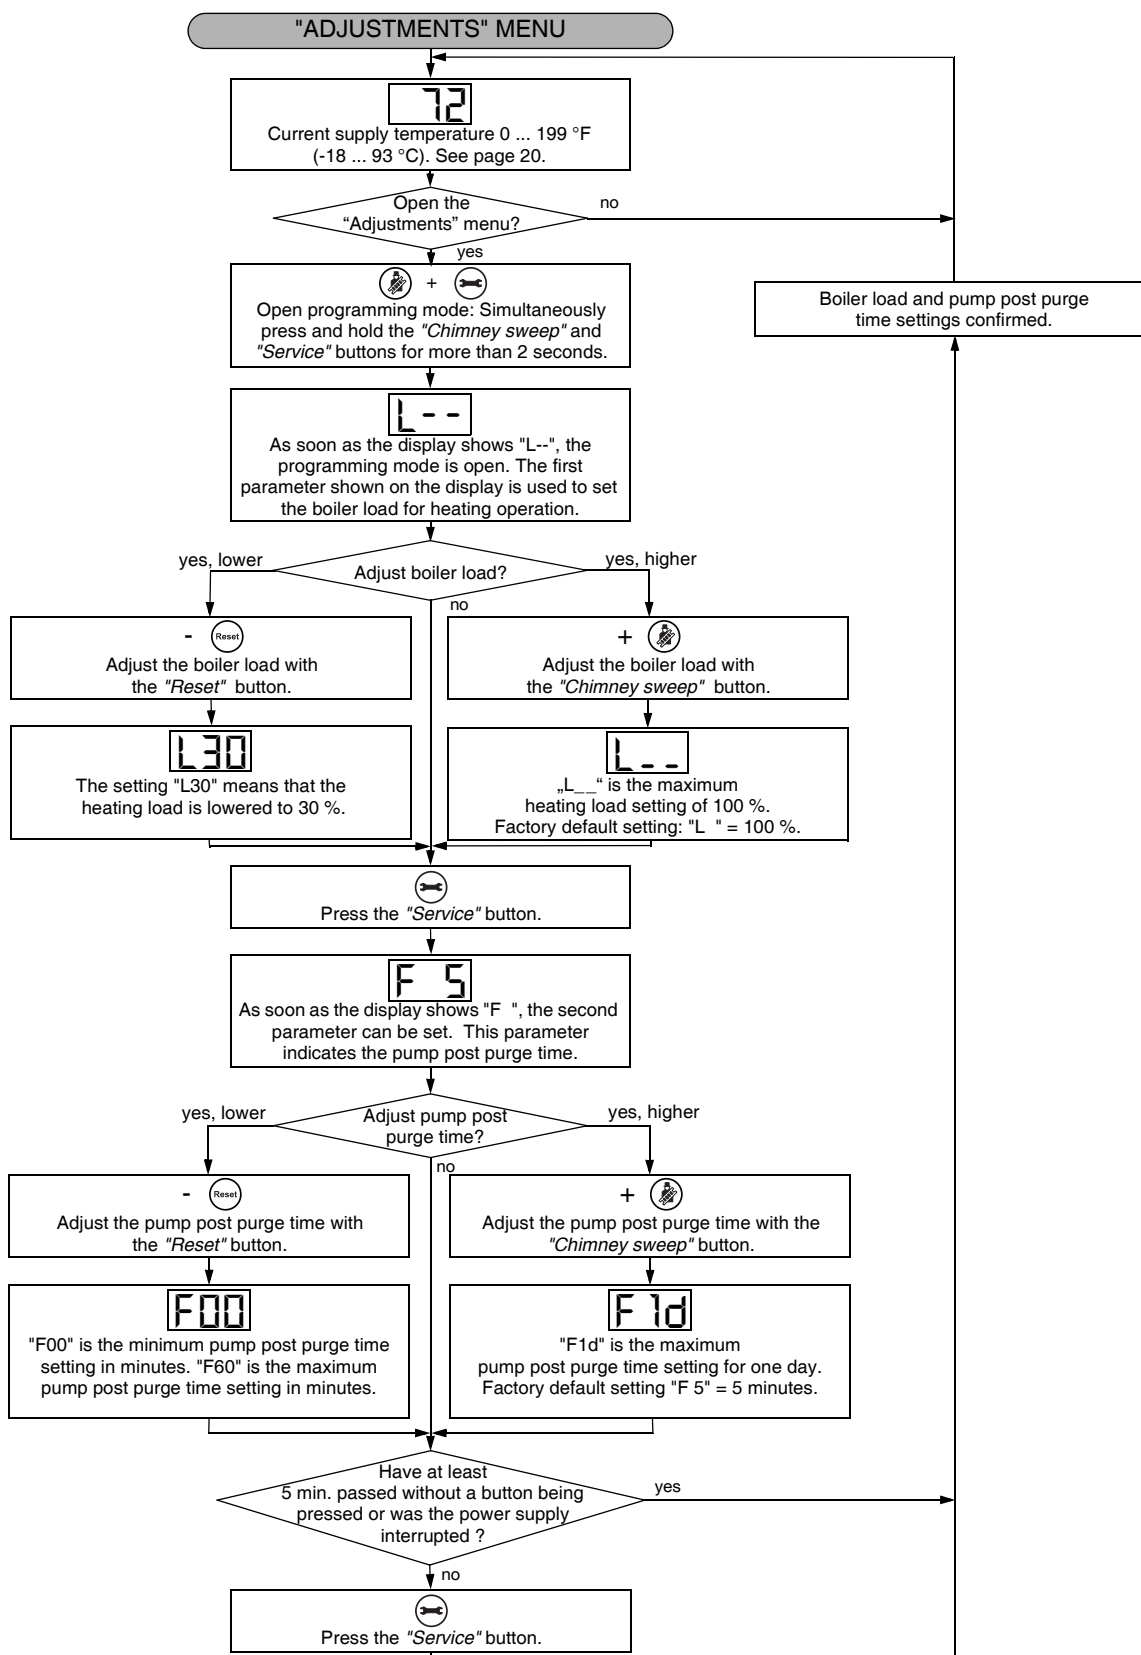 "ADJUSTMENTS" MENU
72
Current supply temperature 0 ... 199 °F
(-18 ... 93 °C). See page 20.
Open the
“Adjustments” menu?
no
yes
+
Open programming mode: Simultaneously
press and hold the "Chimney sweep" and
"Service" buttons for more than 2 seconds.
Boiler load and pump post purge
time settings confirmed.
L--
As soon as the display shows "L--", the
programming mode is open. The first
parameter shown on the display is used to set
the boiler load for heating operation.
yes, lower
Adjust boiler load?
yes, higher
no
- Reset
Adjust the boiler load with
the "Reset" button.
+
Adjust the boiler load with
the "Chimney sweep" button.
L30
The setting "L30" means that the
heating load is lowered to 30 %.
L__
„L__“ is the maximum
heating load setting of 100 %.
Factory default setting: "L " = 100 %.
Press the "Service" button.
F 5
As soon as the display shows "F ", the second
parameter can be set. This parameter
indicates the pump post purge time.
yes, lower
Adjust pump post
purge time?
yes, higher
no
- Reset
Adjust the pump post purge time with
the "Reset" button.
+
Adjust the pump post purge time with the
"Chimney sweep" button.
F00
"F00" is the minimum pump post purge time
setting in minutes. "F60" is the maximum
pump post purge time setting in minutes.
F1d
"F1d" is the maximum
pump post purge time setting for one day.
Factory default setting "F 5" = 5 minutes.
Have at least
5 min. passed without a button being
pressed or was the power supply
interrupted ?
yes
no
Press the "Service" button.